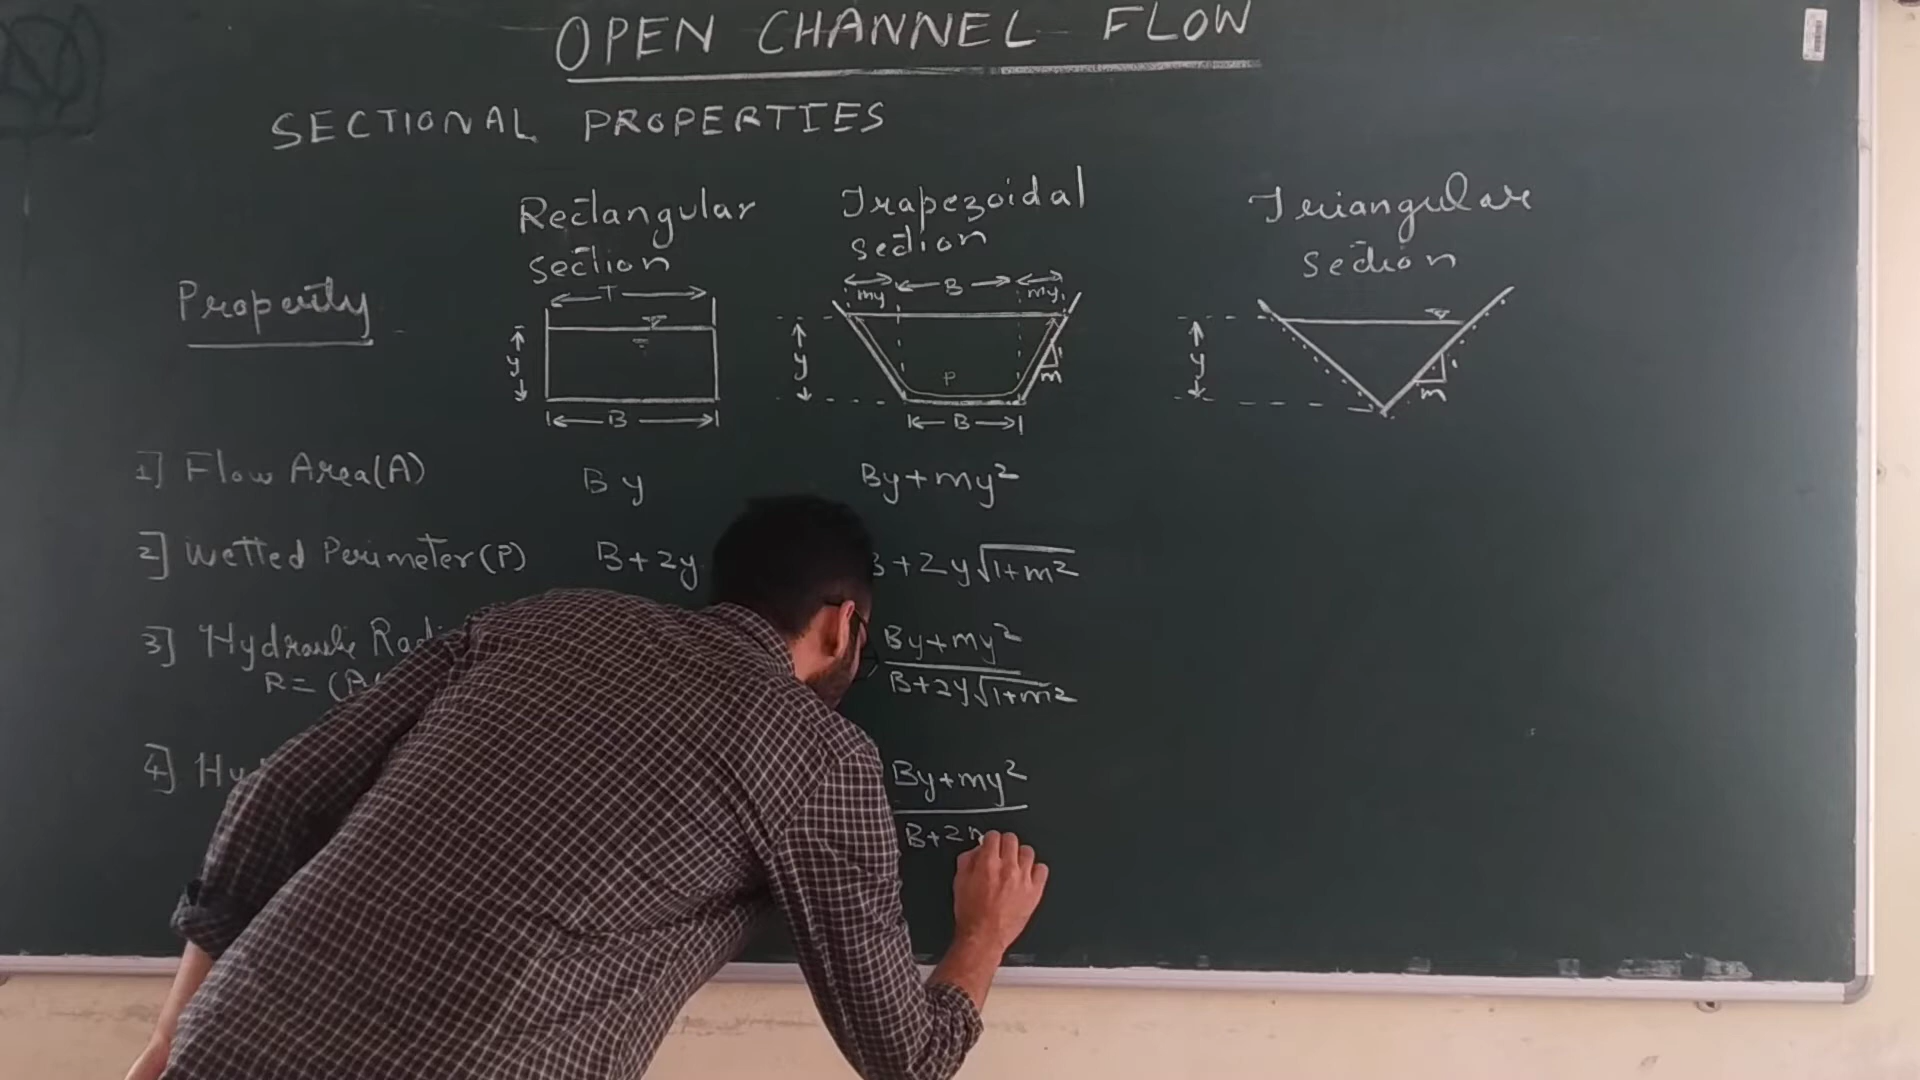 OPEN CHANNEL FLOW
SECTIONAL PROPERTIES
Property
Rectangular
section
T
y
B
Trapezoidal
section
my B my
y
P
1
m
B
Triangular
section
y
1
m
1] Flow Area(A) By By+my²
2] Wetted Perimeter(P) B+2y +2y√1+m²
3] Hydraulic By+my²
R= B+2y√1+m²
4] By+my²
B+2